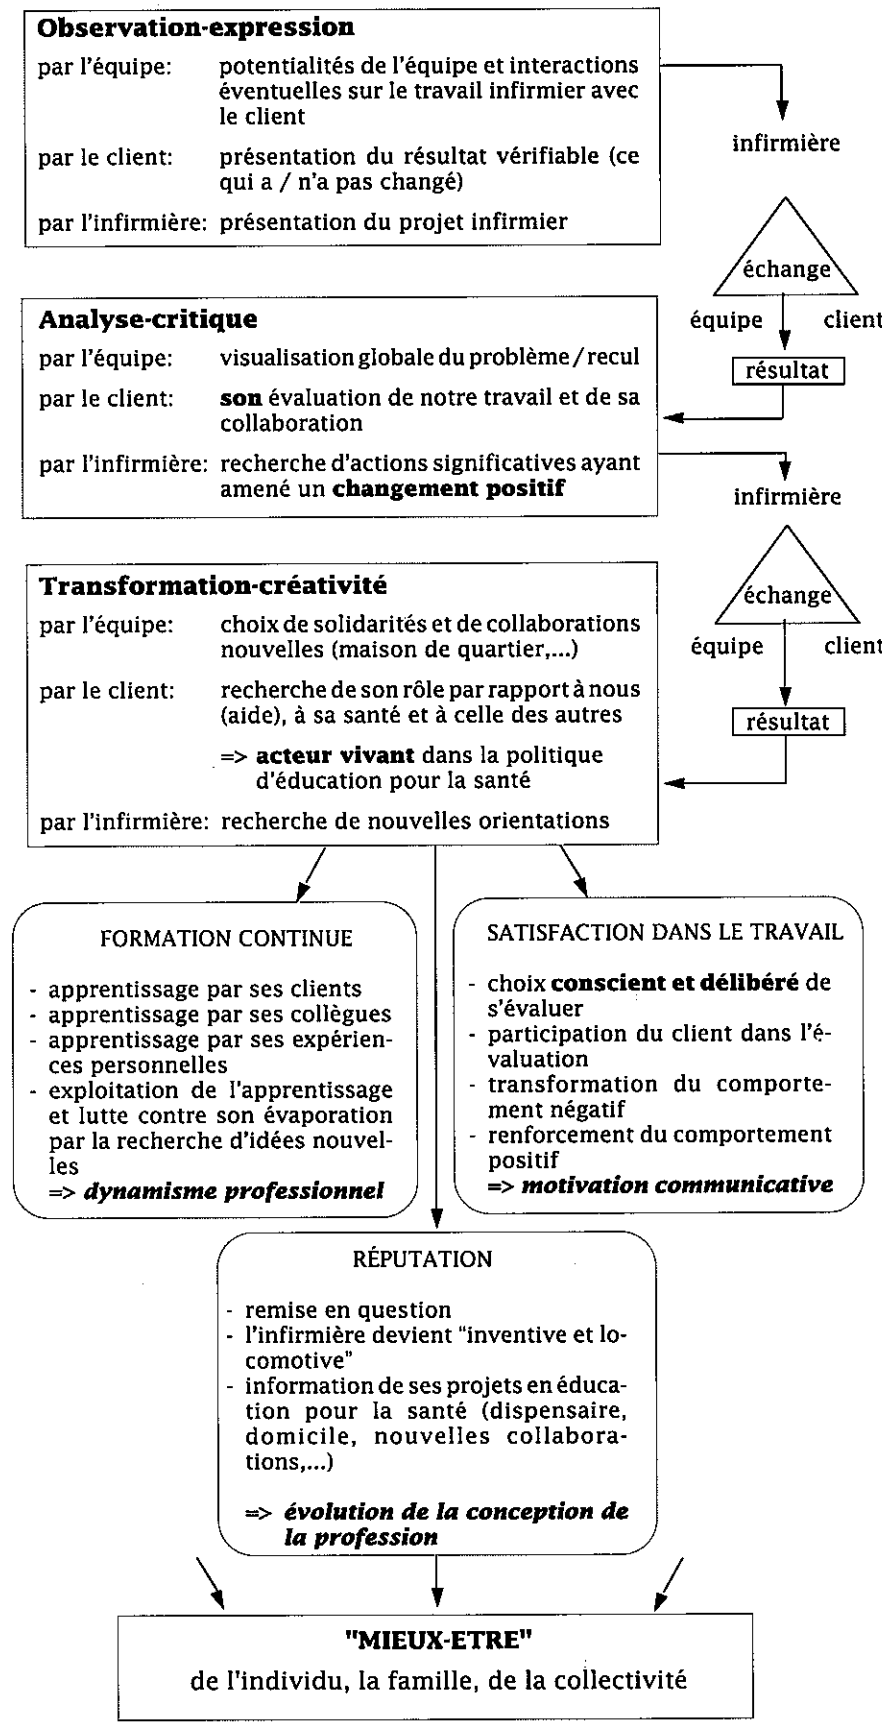 Observation-expression
par l'équipe: potentialités de l'équipe et interactions
éventuelles sur le travail infirmier avec
le client
par le client: présentation du résultat vérifiable (ce
qui a / n'a pas changé)
par l'infirmière: présentation du projet infirmier
infirmière
échange
équipe client
résultat
Analyse-critique
par l'équipe: visualisation globale du problème / recul
par le client: son évaluation de notre travail et de sa
collaboration
par l'infirmière: recherche d'actions significatives ayant
amené un changement positif
infirmière
échange
équipe client
résultat
Transformation-créativité
par l'équipe: choix de solidarités et de collaborations
nouvelles (maison de quartier,...)
par le client: recherche de son rôle par rapport à nous
(aide), à sa santé et à celle des autres
=> acteur vivant dans la politique
d'éducation pour la santé
par l'infirmière: recherche de nouvelles orientations
FORMATION CONTINUE
- apprentissage par ses clients
- apprentissage par ses collègues
- apprentissage par ses expérien-
ces personnelles
- exploitation de l'apprentissage
et lutte contre son évaporation
par la recherche d'idées nouvel-
les
=> dynamisme professionnel
SATISFACTION DANS LE TRAVAIL
- choix conscient et délibéré de
s'évaluer
- participation du client dans l'é-
valuation
- transformation du comporte-
ment négatif
- renforcement du comportement
positif
=> motivation communicative
RÉPUTATION
- remise en question
- l'infirmière devient "inventive et lo-
comotive"
- information de ses projets en éduca-
tion pour la santé (dispensaire,
domicile, nouvelles collabora-
tions,...)
=> évolution de la conception de
la profession
"MIEUX-ETRE"
de l'individu, la famille, de la collectivité